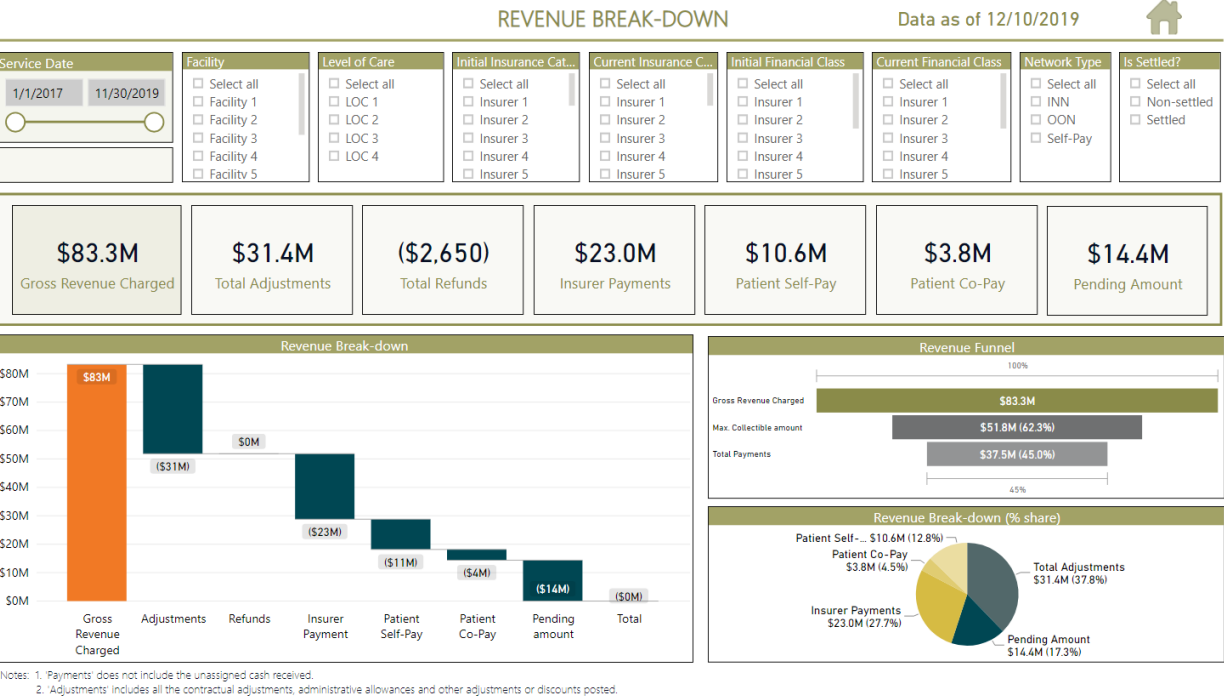 REVENUE BREAK-DOWN
Data as of 12/10/2019
Service Date
1/1/2017 11/30/2019
Facility
Select all
Facility 1
Facility 2
Facility 3
Facility 4
Facility 5
Level of Care
Select all
LOC 1
LOC 2
LOC 3
LOC 4
Initial Insurance Cat...
Select all
Insurer 1
Insurer 2
Insurer 3
Insurer 4
Insurer 5
Current Insurance C...
Select all
Insurer 1
Insurer 2
Insurer 3
Insurer 4
Insurer 5
Initial Financial Class
Select all
Insurer 1
Insurer 2
Insurer 3
Insurer 4
Insurer 5
Current Financial Class
Select all
Insurer 1
Insurer 2
Insurer 3
Insurer 4
Insurer 5
Network Type
Select all
INN
OON
Self-Pay
Is Settled?
Select all
Non-settled
Settled
$83.3M
Gross Revenue Charged
$31.4M
Total Adjustments
($2,650)
Total Refunds
$23.0M
Insurer Payments
$10.6M
Patient Self-Pay
$3.8M
Patient Co-Pay
$14.4M
Pending Amount
Revenue Break-down
$80M
$70M
$60M
$50M
$40M
$30M
$20M
$10M
$0M
$83M
($31M)
$0M
($23M)
($11M)
($4M)
($14M)
($0M)
Gross
Revenue
Charged
Adjustments
Refunds
Insurer
Payment
Patient
Self-Pay
Patient
Co-Pay
Pending
amount
Total
Revenue Funnel
100%
Gross Revenue Charged $83.3M
Max. Collectible amount $51.8M (62.3%)
Total Payments $37.5M (45.0%)
45%
Revenue Break-down (% share)
Patient Self-... $10.6M (12.8%)
Patient Co-Pay
$3.8M (4.5%)
Insurer Payments
$23.0M (27.7%)
Total Adjustments
$31.4M (37.8%)
Pending Amount
$14.4M (17.3%)
Notes: 1. 'Payments' does not include the unassigned cash received.
2. 'Adjustments' includes all the contractual adjustments, administrative allowances and other adjustments or discounts posted.